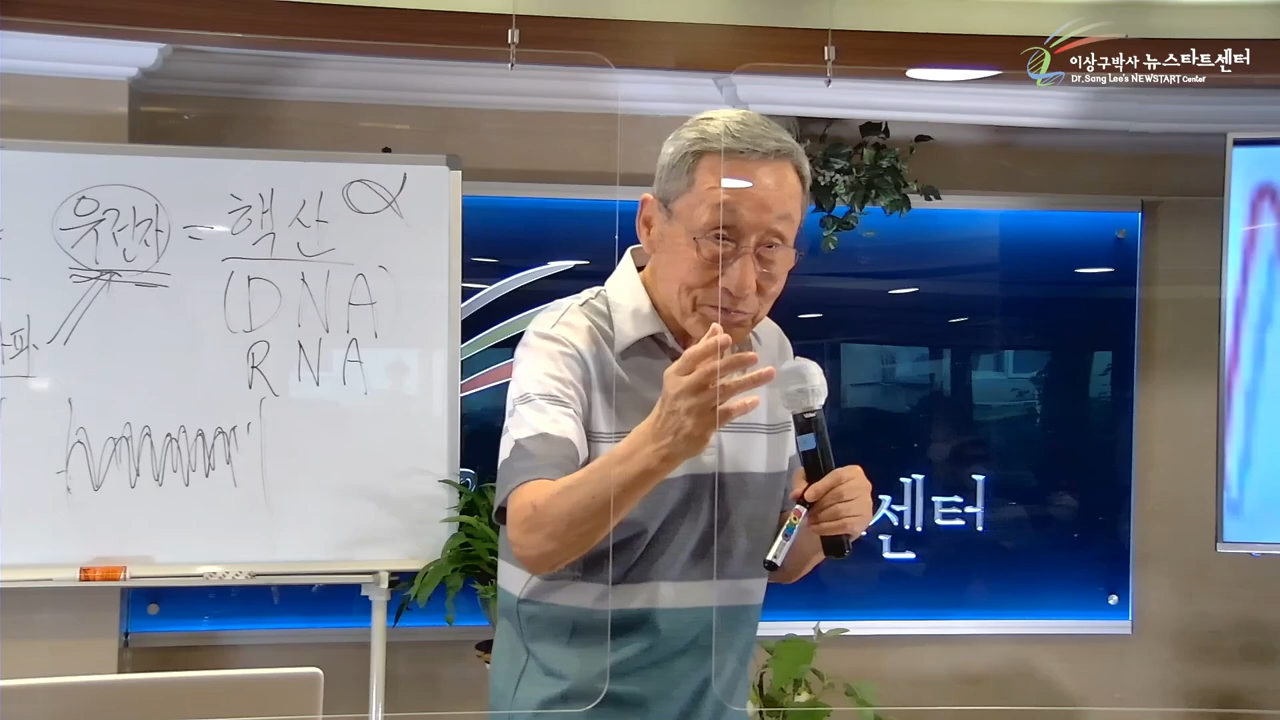 이상구박사 뉴스타트센터
Dr. Sang Lee's NEWSTART Center
유전자 = 핵산
(DNA)
RNA
센터